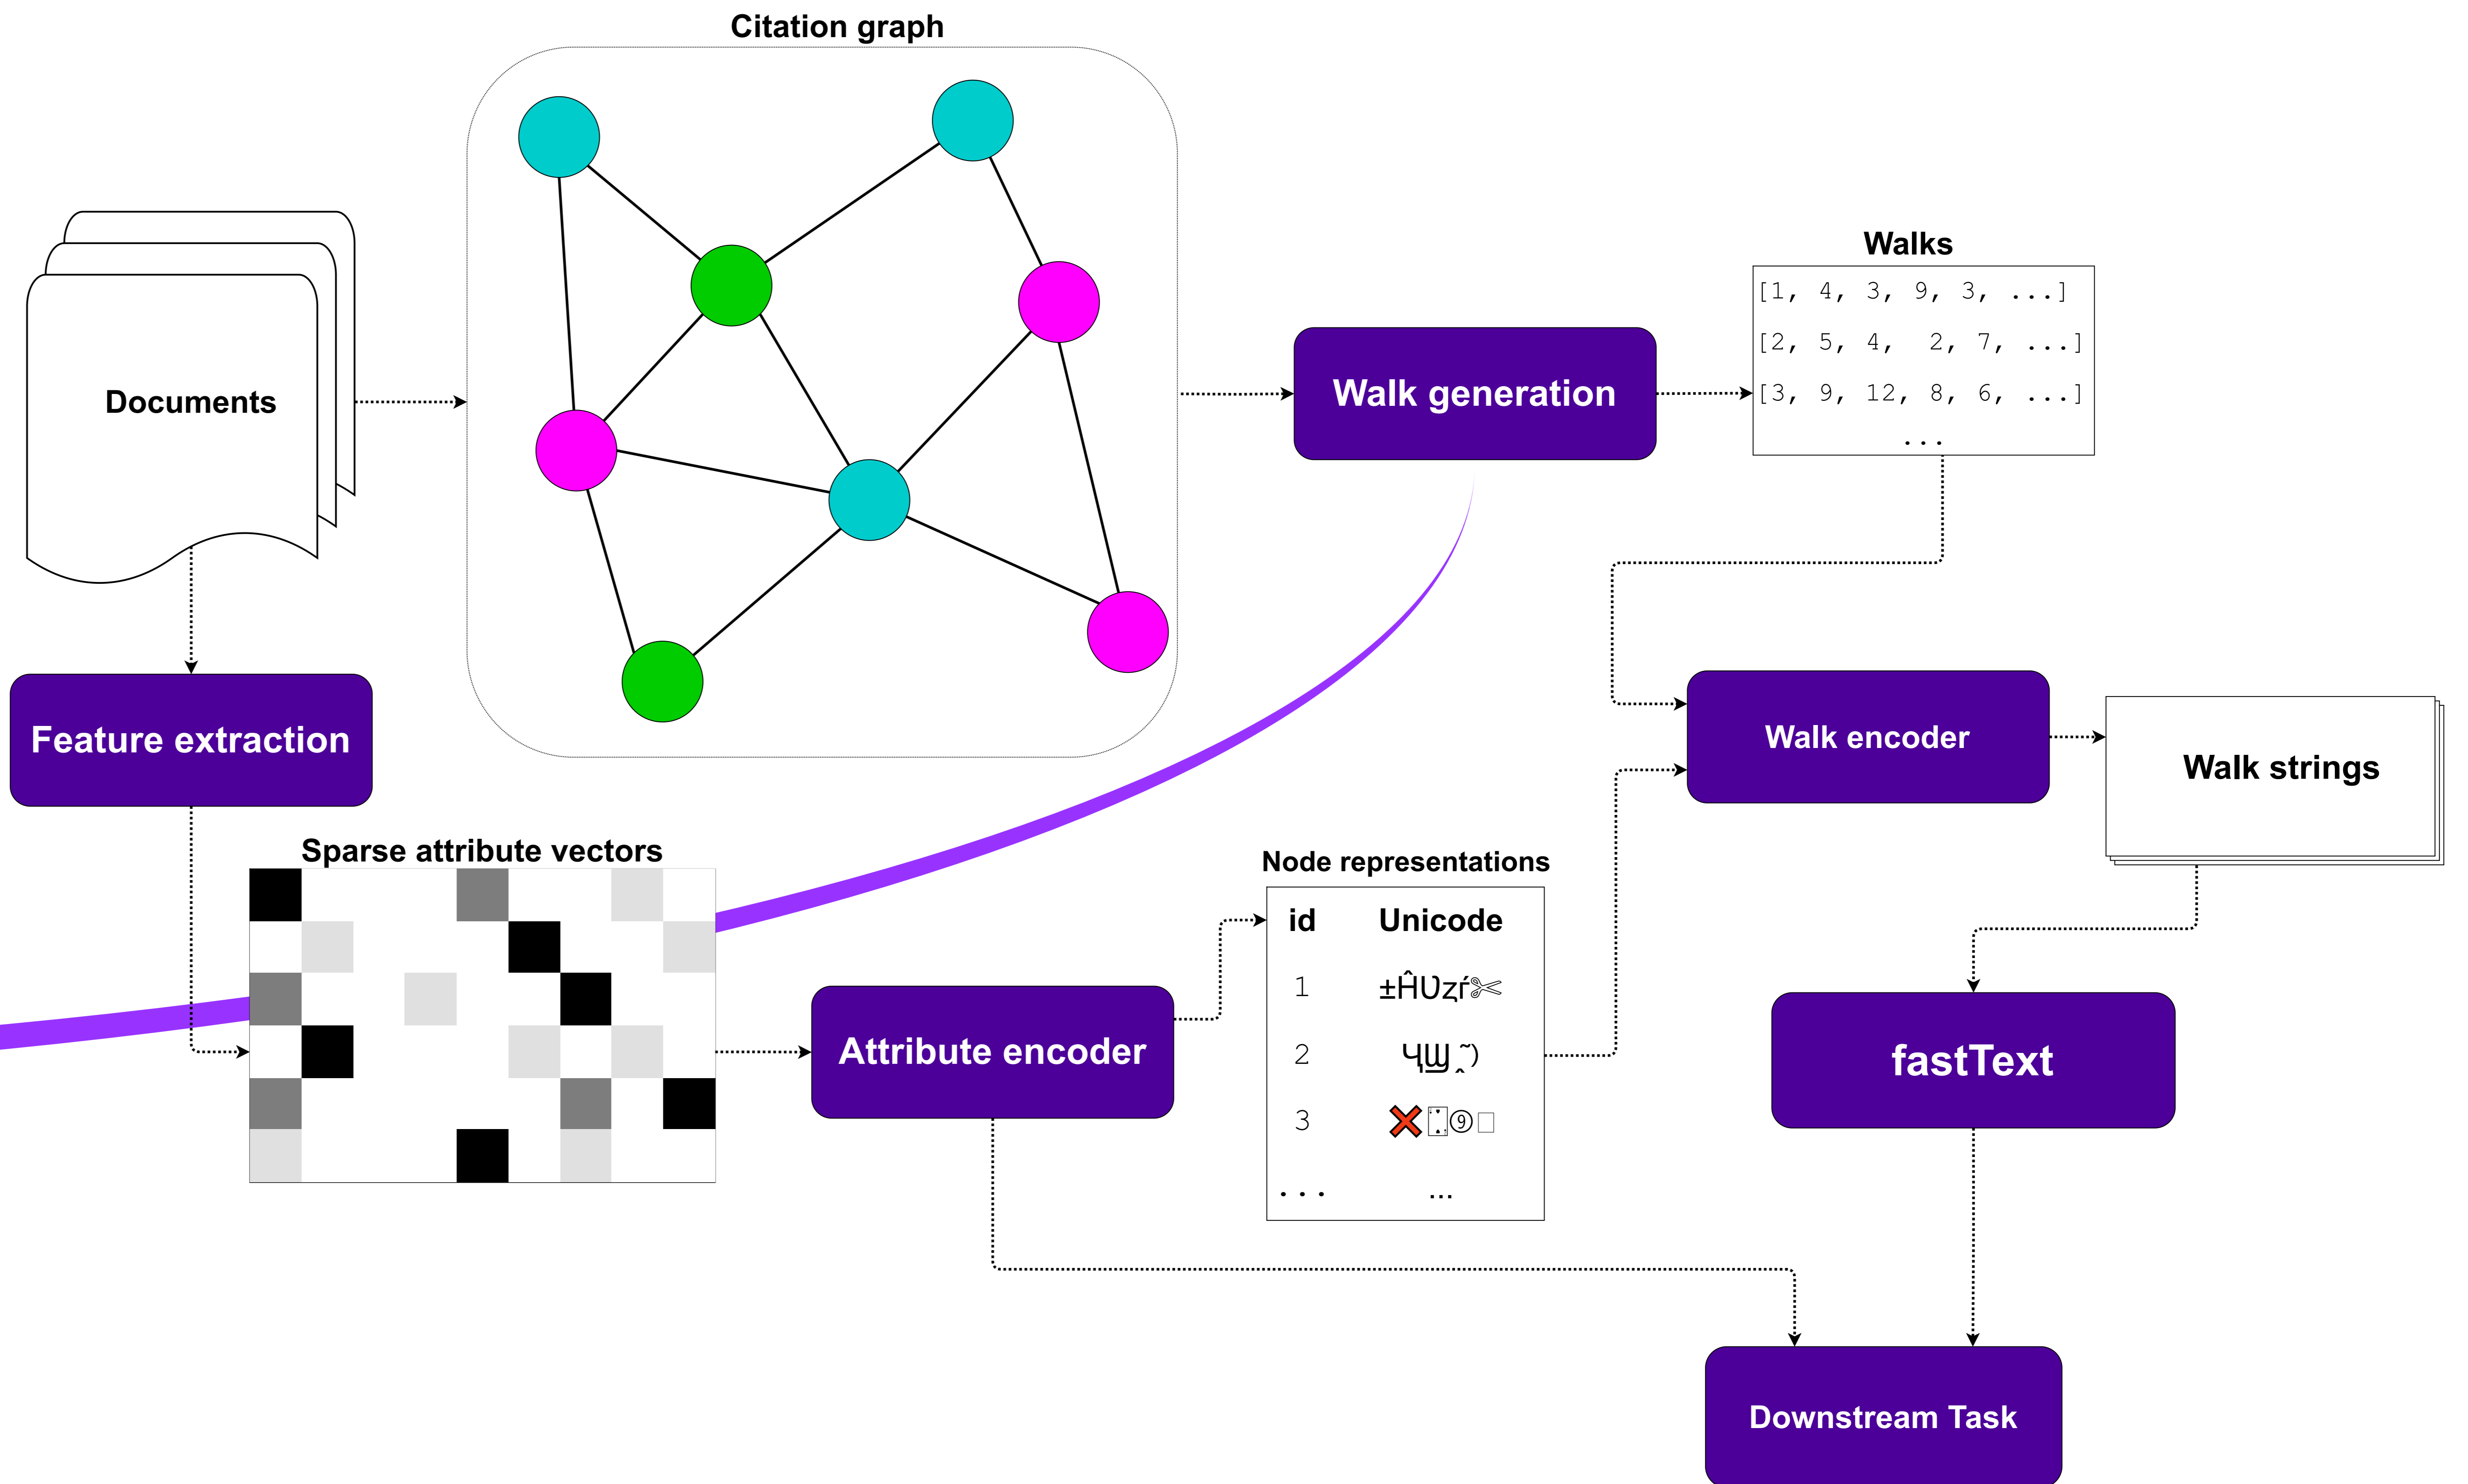 Citation graph
Documents
Walk generation
Walks
[1, 4, 3, 9, 3, ...]
[2, 5, 4, 2, 7, ...]
[3, 9, 12, 8, 6, ...]
...
Feature extraction
Walk encoder
Walk strings
Sparse attribute vectors
Attribute encoder
Node representations
id Unicode
1
2
3
... ...
fastText
Downstream Task